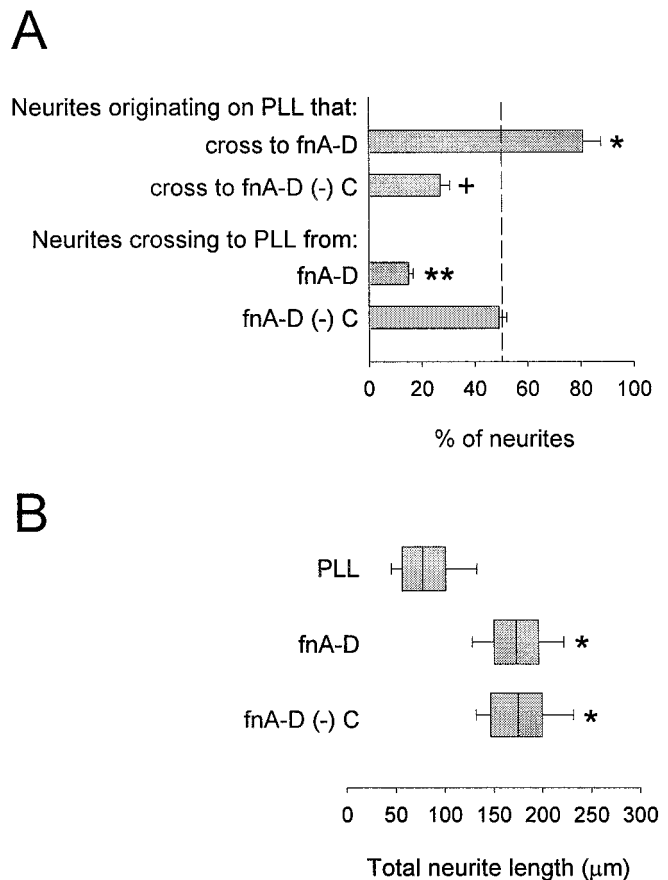 A
Neurites originating on PLL that:
cross to fnA-D
*
cross to fnA-D (-) C
+
Neurites crossing to PLL from:
fnA-D
**
fnA-D (-) C
0 20 40 60 80 100
% of neurites
B
PLL
fnA-D
*
fnA-D (-) C
*
0 50 100 150 200 250 300
Total neurite length (μm)